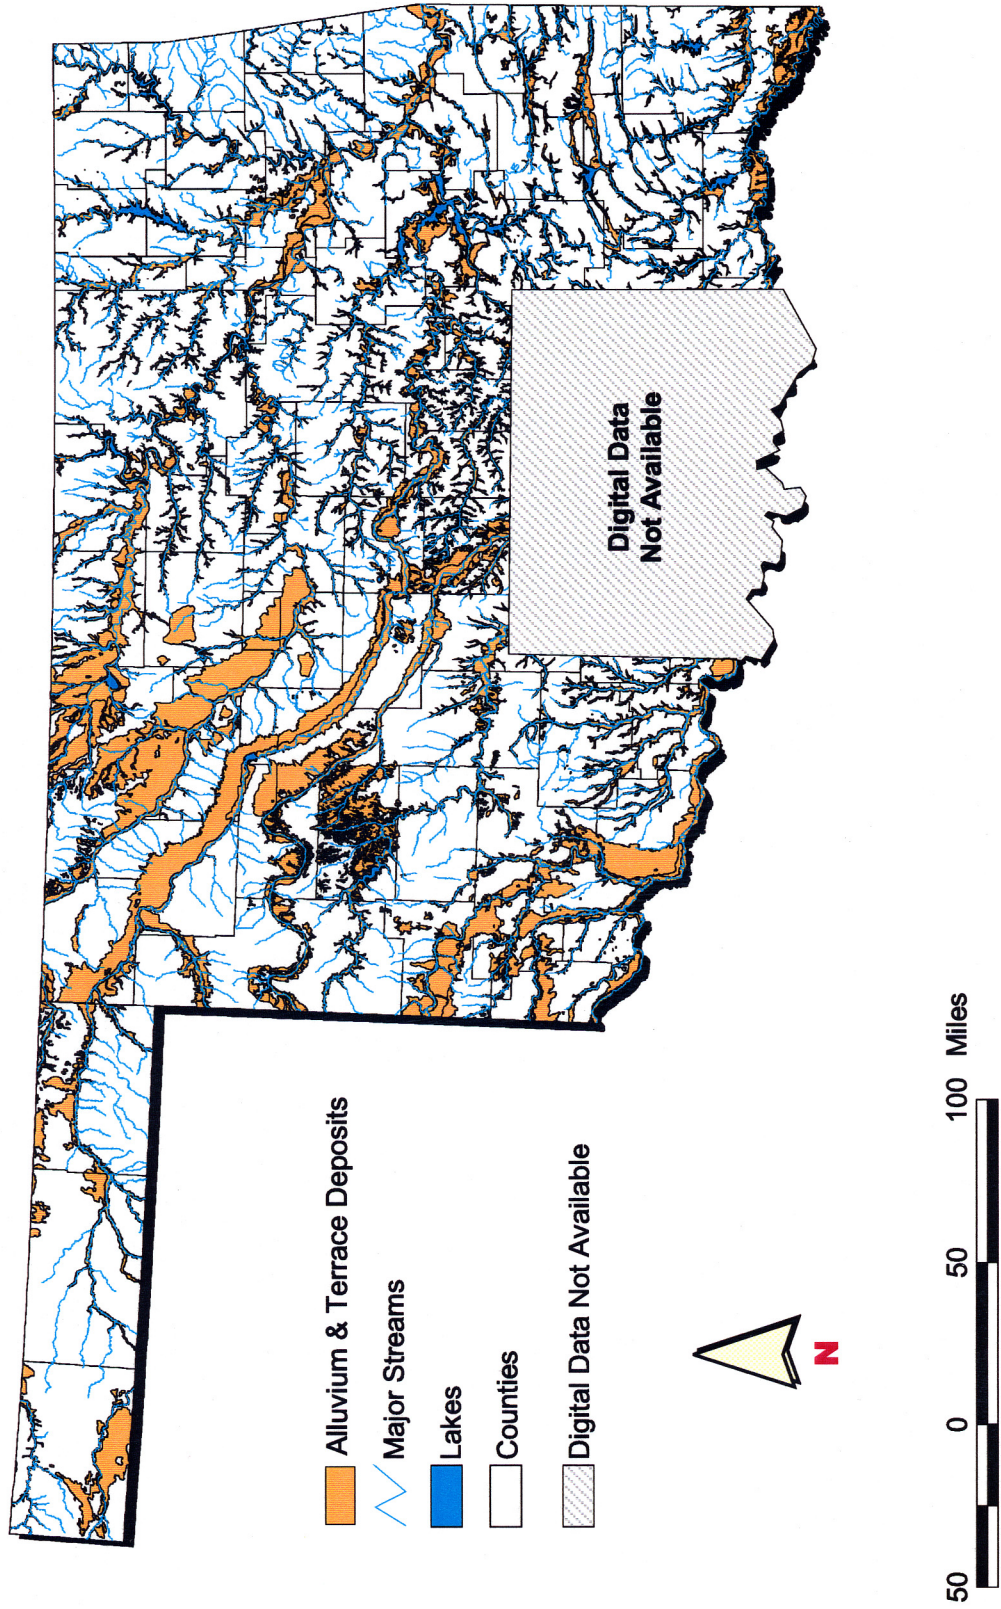 Digital Data
Not Available
Alluvium & Terrace Deposits
Major Streams
Lakes
Counties
Digital Data Not Available
N
50 0 50 100 Miles